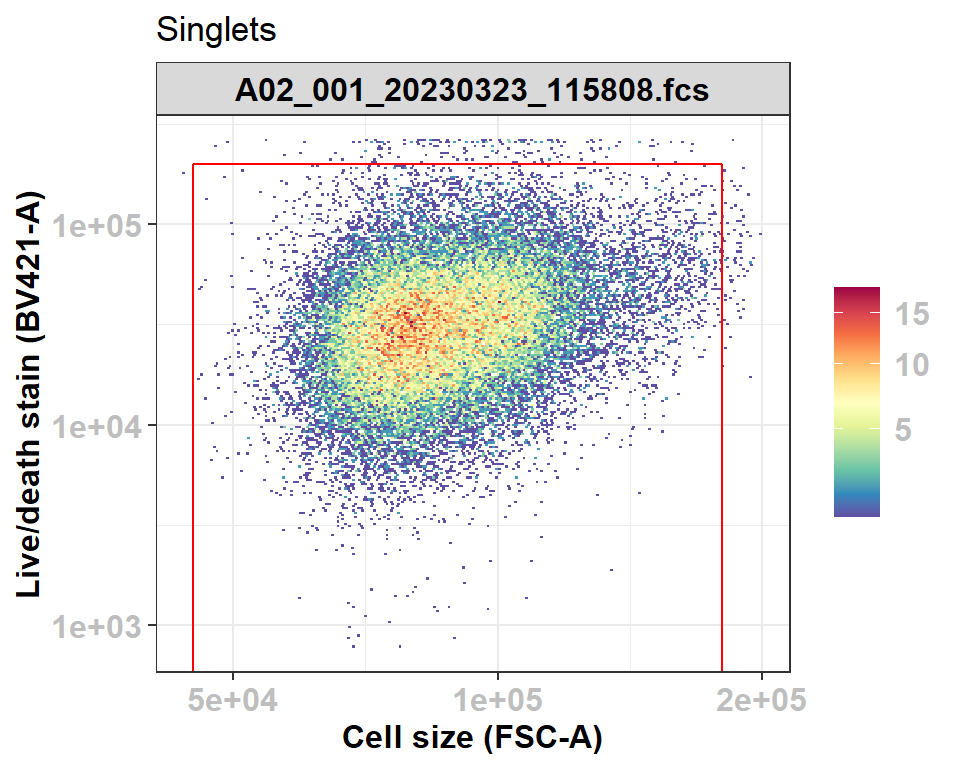 Singlets
A02_001_20230323_115808.fcs
Live/death stain (BV421-A)
1e+05
1e+04
1e+03
5e+04
1e+05
2e+05
Cell size (FSC-A)
15
10
5